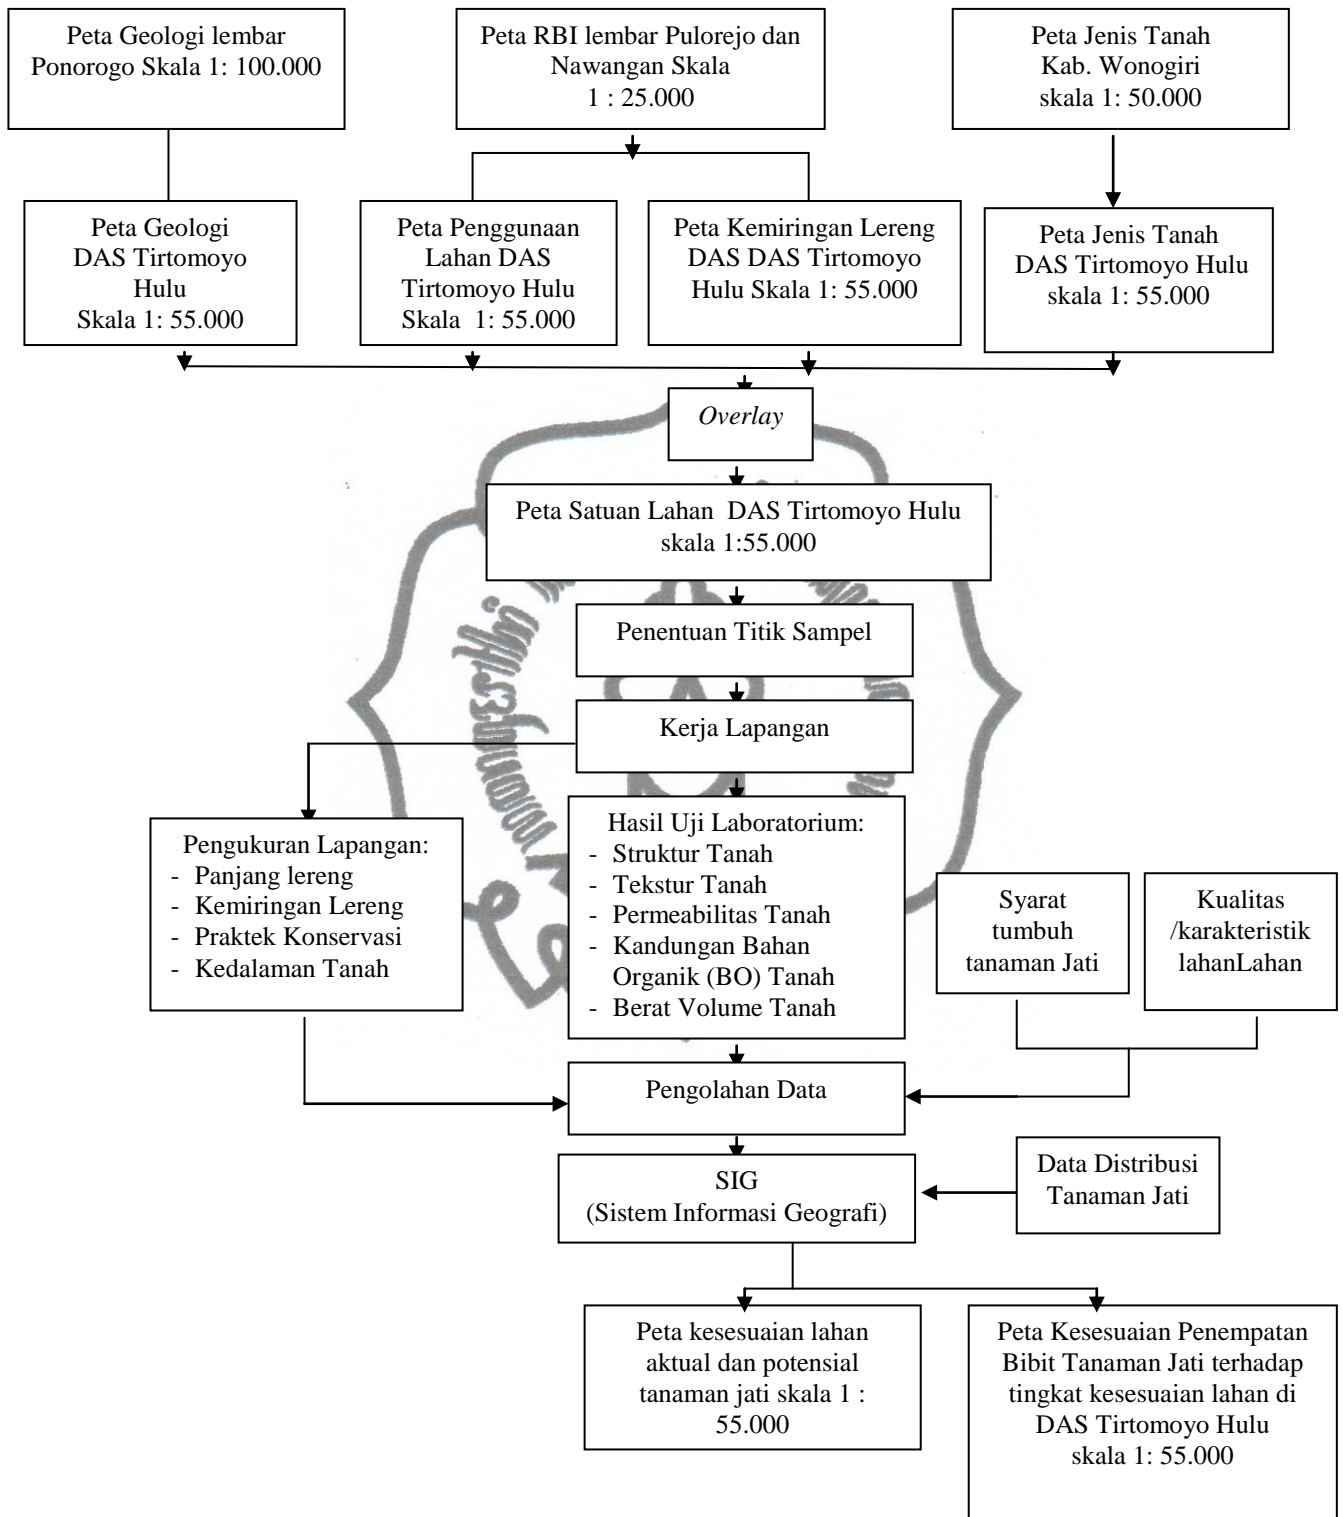 Peta Geologi lembar
Ponorogo Skala 1: 100.000
Peta RBI lembar Pulorejo dan
Nawangan Skala
1 : 25.000
Peta Jenis Tanah
Kab. Wonogiri
skala 1: 50.000
Peta Geologi
DAS Tirtomoyo
Hulu
Skala 1: 55.000
Peta Penggunaan
Lahan DAS
Tirtomoyo Hulu
Skala 1: 55.000
Peta Kemiringan Lereng
DAS DAS Tirtomoyo
Hulu Skala 1: 55.000
Peta Jenis Tanah
DAS Tirtomoyo Hulu
skala 1: 55.000
Overlay
Peta Satuan Lahan DAS Tirtomoyo Hulu
skala 1:55.000
Penentuan Titik Sampel
Kerja Lapangan
Pengukuran Lapangan:
- Panjang lereng
- Kemiringan Lereng
- Praktek Konservasi
- Kedalaman Tanah
Hasil Uji Laboratorium:
- Struktur Tanah
- Tekstur Tanah
- Permeabilitas Tanah
- Kandungan Bahan
Organik (BO) Tanah
- Berat Volume Tanah
Syarat
tumbuh
tanaman Jati
Kualitas
/karakteristik
lahanLahan
Pengolahan Data
SIG
(Sistem Informasi Geografi)
Data Distribusi
Tanaman Jati
Peta kesesuaian lahan
aktual dan potensial
tanaman jati skala 1 :
55.000
Peta Kesesuaian Penempatan
Bibit Tanaman Jati terhadap
tingkat kesesuaian lahan di
DAS Tirtomoyo Hulu
skala 1: 55.000